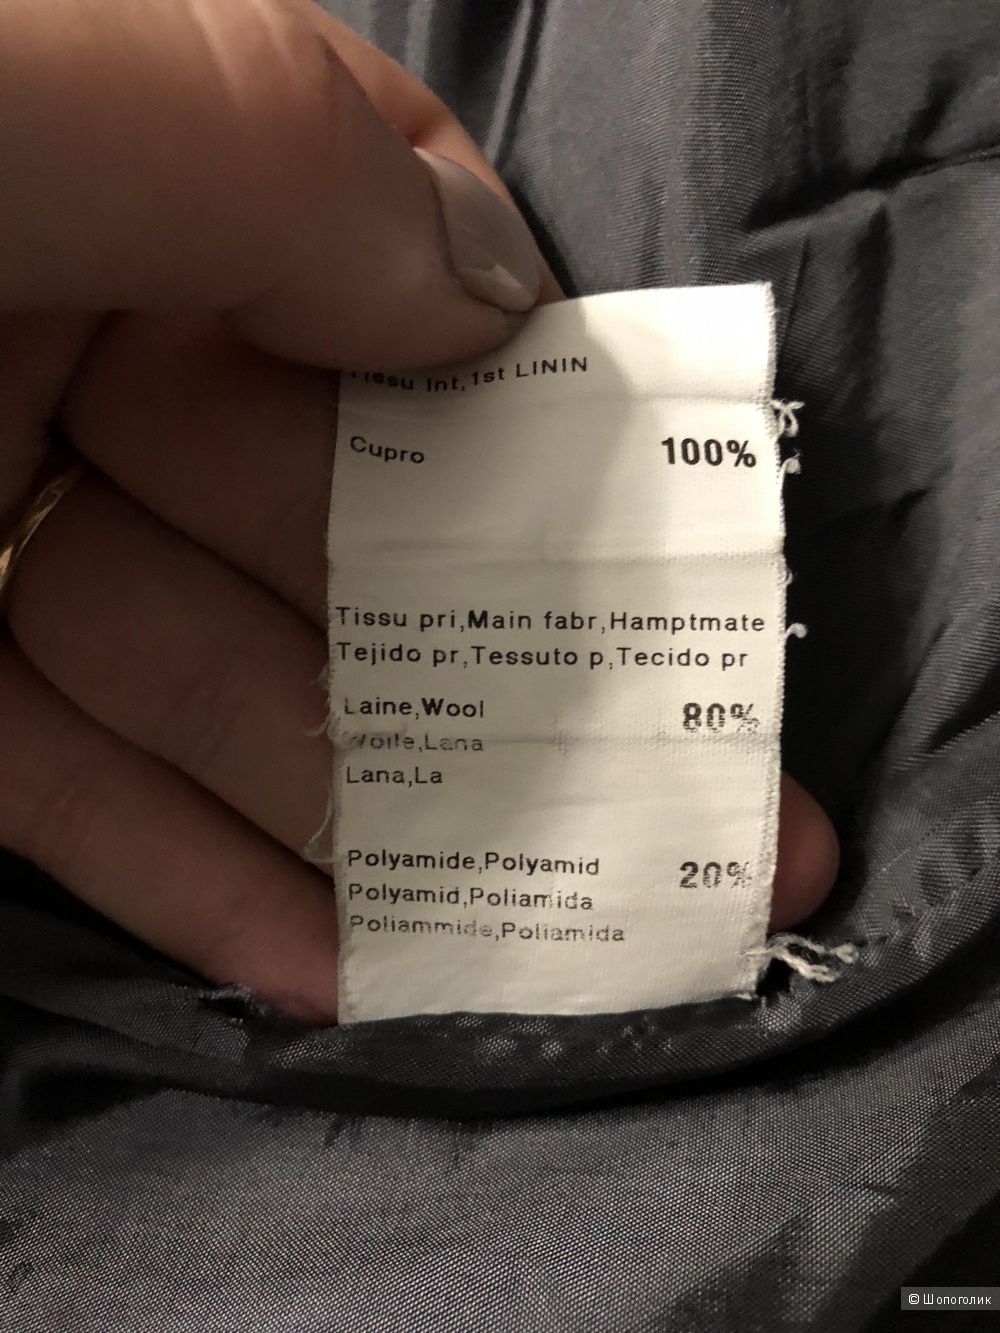 Tissu Int,1st LININ
Cupro 100%
Tissu pri,Main fabr,Hamptmate
Tejido pr,Tessuto p,Tecido pr
Laine,Wool 80%
Wolle,Lana
Lana,La
Polyamide,Polyamid 20%
Polyamid,Poliamida
Poliammide,Poliamida
© Шопоголик